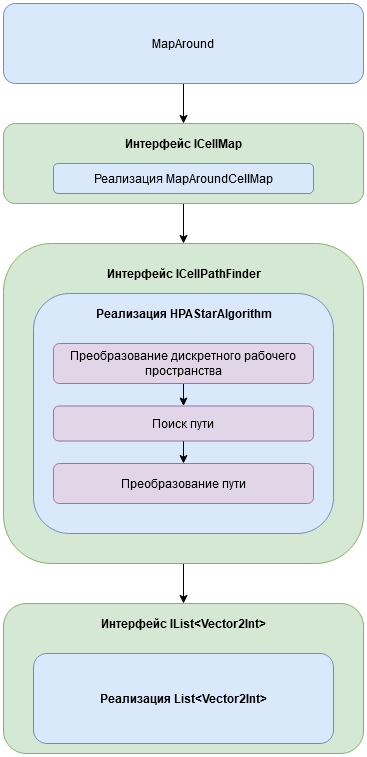 MapAround
Интерфейс ICellMap
Реализация MapAroundCellMap
Интерфейс ICellPathFinder
Реализация HPAStarAlgorithm
Преобразование дискретного рабочего
пространства
Поиск пути
Преобразование пути
Интерфейс IList<Vector2Int>
Реализация List<Vector2Int>